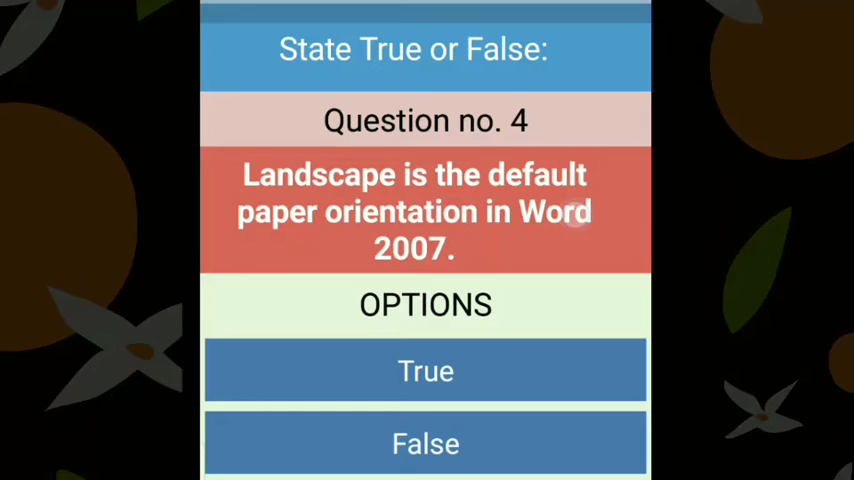 State True or False:
Question no. 4
Landscape is the default
paper orientation in Word
2007.
OPTIONS
True
False